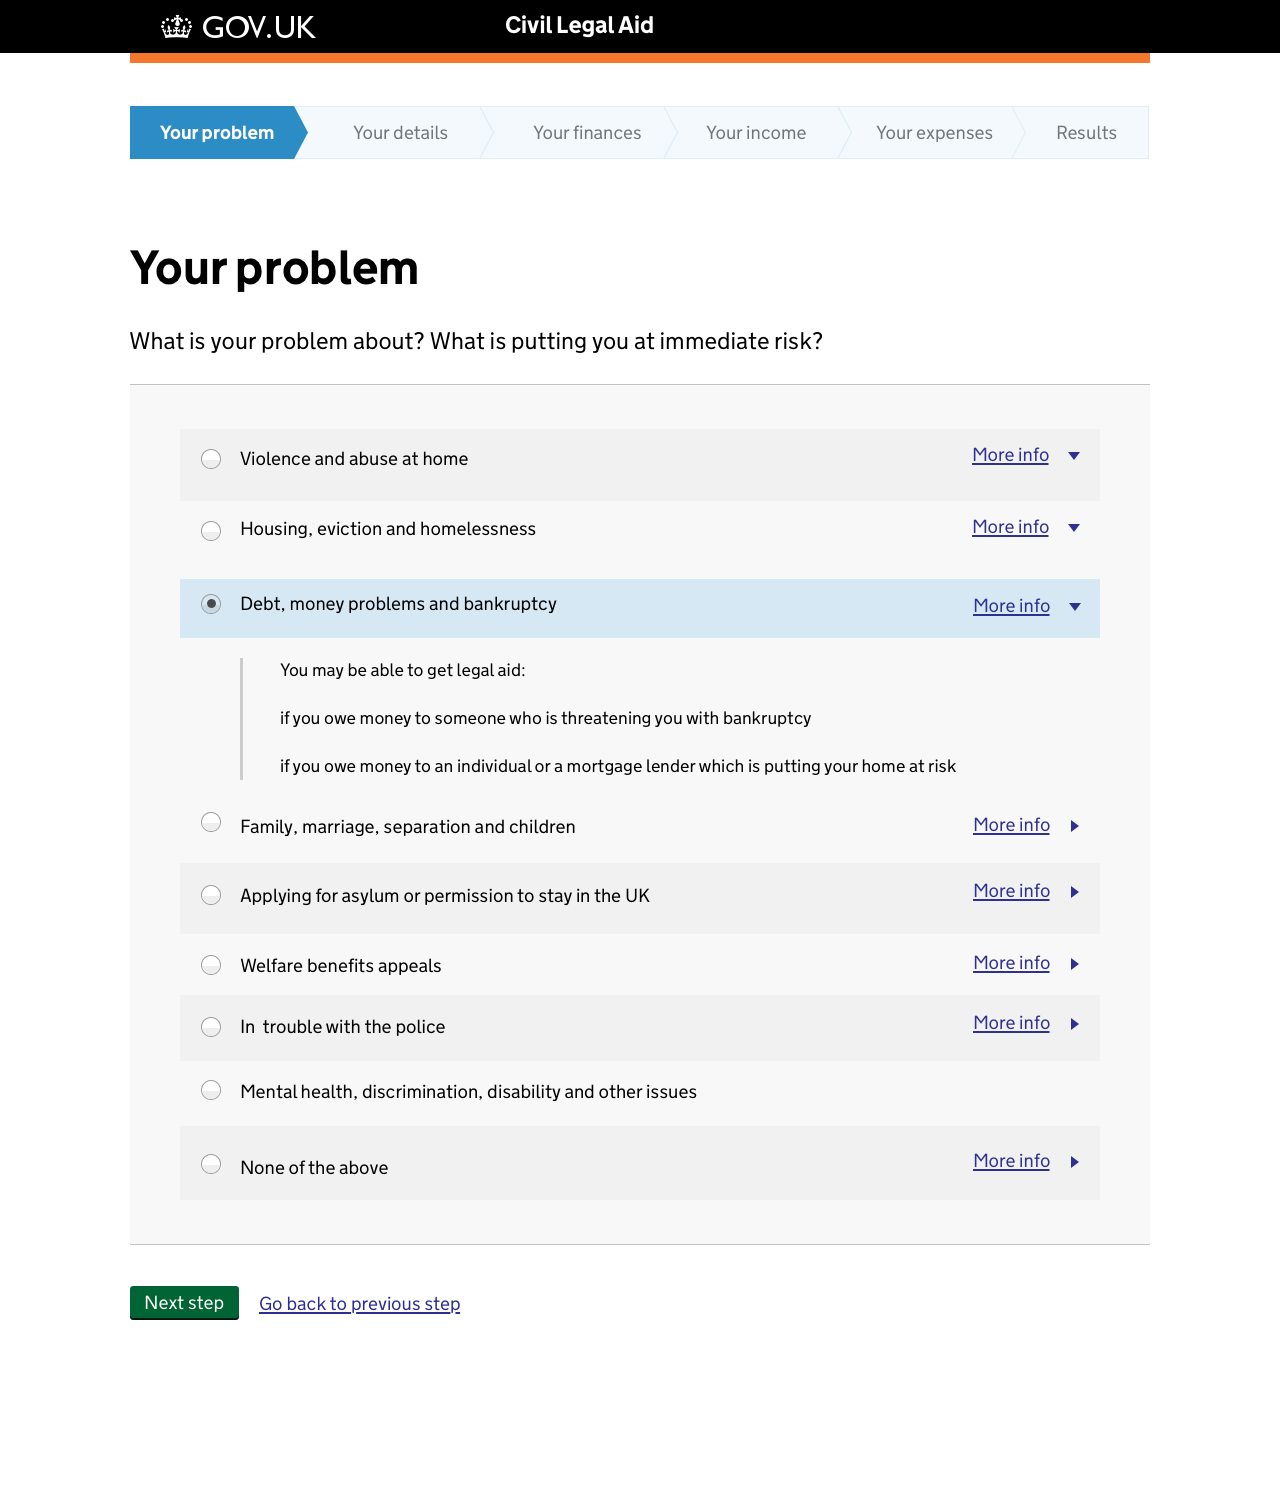 GOV.UK
Civil Legal Aid
Your problem
Your details
Your finances
Your income
Your expenses
Results
Your problem
What is your problem about? What is putting you at immediate risk?
Violence and abuse at home
More info
Housing, eviction and homelessness
More info
Debt, money problems and bankruptcy
More info
You may be able to get legal aid:
if you owe money to someone who is threatening you with bankruptcy
if you owe money to an individual or a mortgage lender which is putting your home at risk
Family, marriage, separation and children
More info
Applying for asylum or permission to stay in the UK
More info
Welfare benefits appeals
More info
In  trouble with the police
More info
Mental health, discrimination, disability and other issues
None of the above
More info
Next step
Go back to previous step